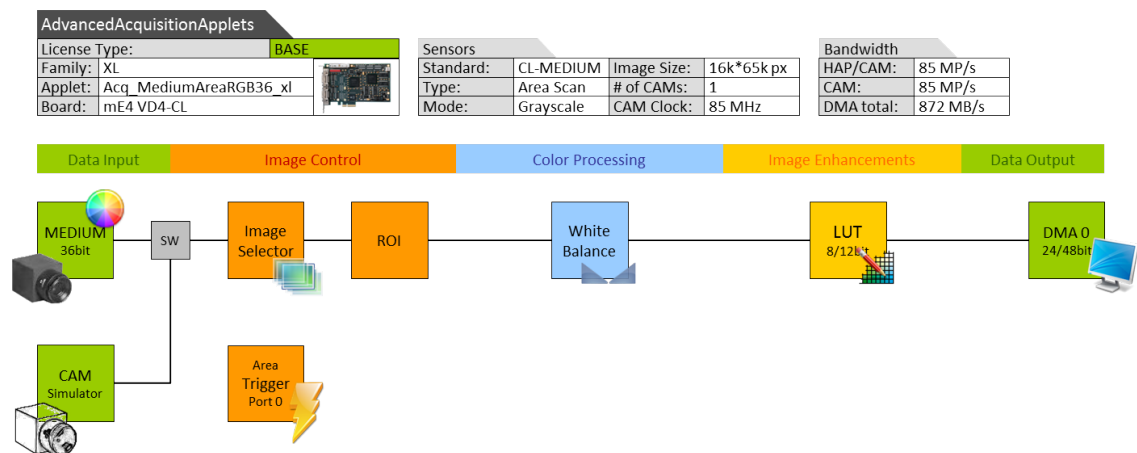 AdvancedAcquisitionApplets
License Type: BASE
Family: XL
Applet: Acq_MediumAreaRGB36_xl
Board: mE4 VD4-CL
Sensors
Standard: CL-MEDIUM Image Size: 16k*65k px
Type: Area Scan # of CAMs: 1
Mode: Grayscale CAM Clock: 85 MHz
Bandwidth
HAP/CAM: 85 MP/s
CAM: 85 MP/s
DMA total: 872 MB/s
Data Input Image Control Color Processing Image Enhancements Data Output
MEDIUM
36bit
SW
Image
Selector
ROI
White
Balance
LUT
8/12bit
DMA 0
24/48bit
CAM
Simulator
Area
Trigger
Port 0